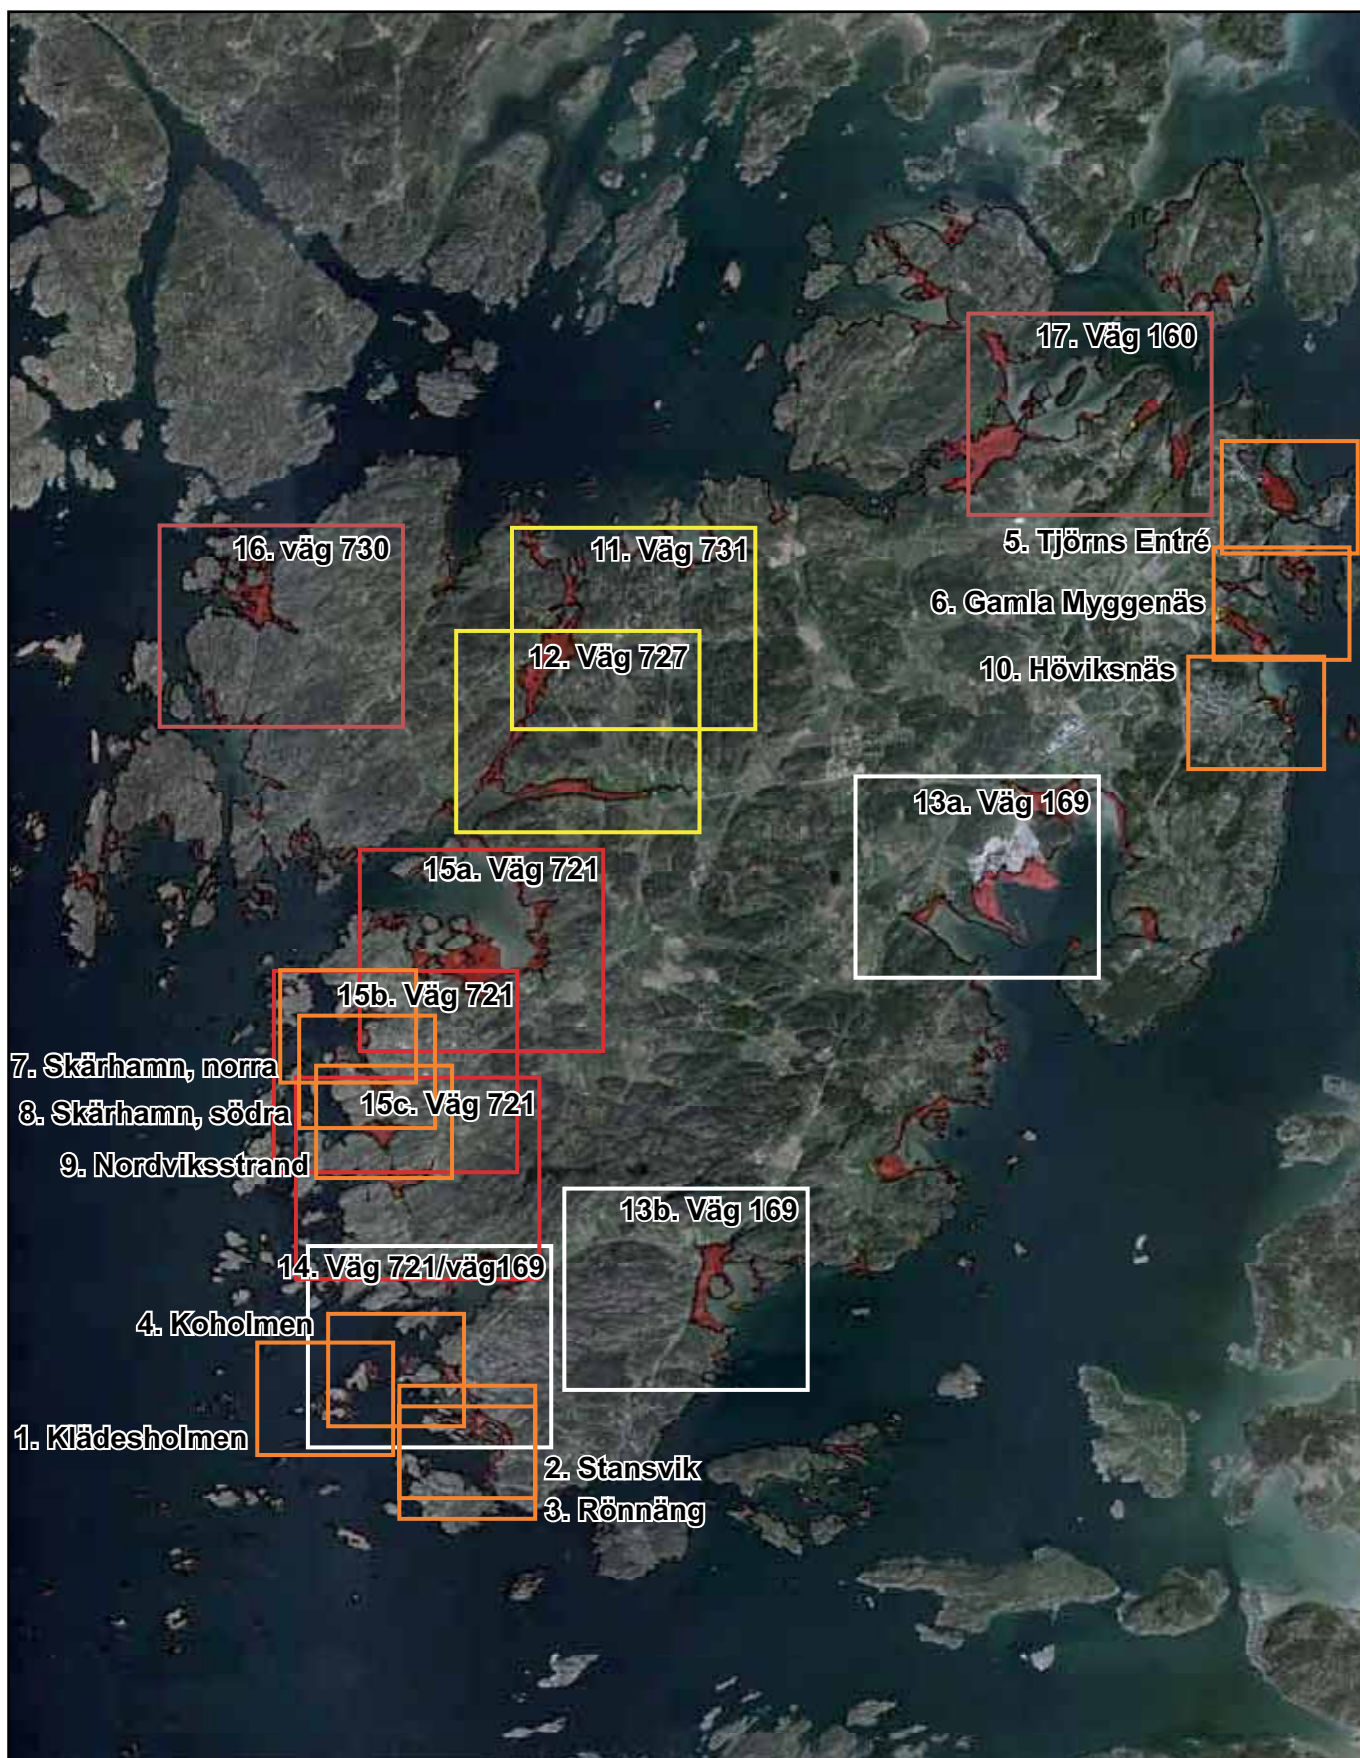 17. Väg 160
5. Tjörns Entré
16. väg 730
11. Väg 731
6. Gamla Myggenäs
12. Väg 727
10. Höviksnäs
13a. Väg 169
15a. Väg 721
15b. Väg 721
7. Skärhamn, norra
15c. Väg 721
8. Skärhamn, södra
9. Nordviksstrand
13b. Väg 169
14. Väg 721/väg169
4. Koholmen
1. Klädesholmen
2. Stansvik
3. Rönnäng